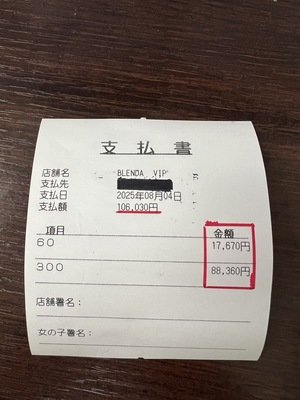 支払書
店舗名 BLENDA VIP
支払先
支払日 2025年08月04日
支払額 106,030円
項目 金額
60 17,670円
300 88,360円
店舗署名：
女の子署名：